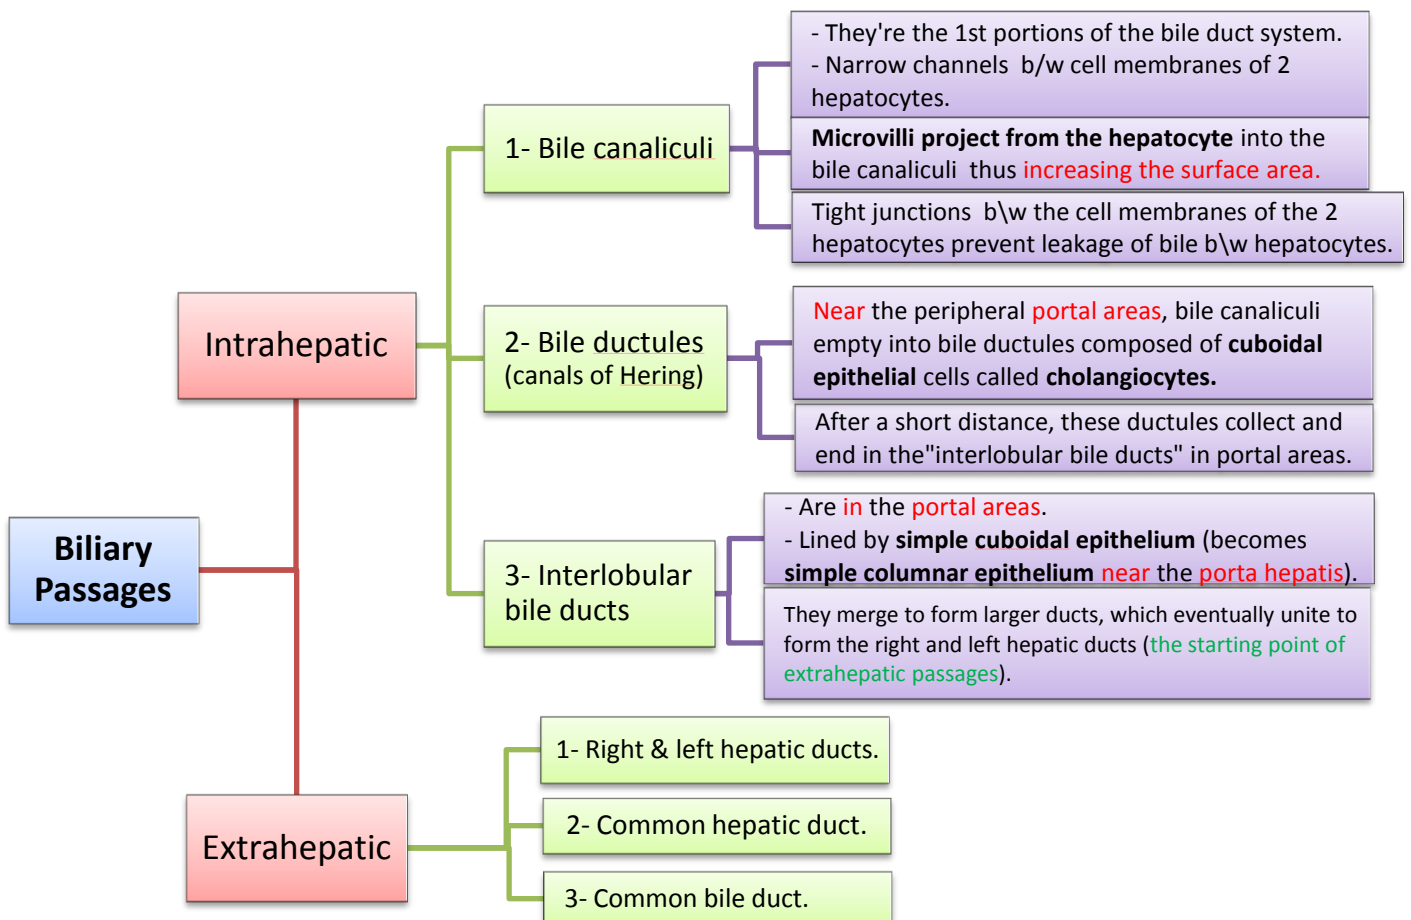 Biliary
Passages
Intrahepatic
1- Bile canaliculi
- They're the 1st portions of the bile duct system.
- Narrow channels  b/w cell membranes of 2
hepatocytes.
Microvilli project from the hepatocyte into the
bile canaliculi  thus increasing the surface area.
Tight junctions  b\w the cell membranes of the 2
hepatocytes prevent leakage of bile b\w hepatocytes.
2- Bile ductules
(canals of Hering)
Near the peripheral portal areas, bile canaliculi
empty into bile ductules composed of cuboidal
epithelial cells called cholangiocytes.
After a short distance, these ductules collect and
end in the"interlobular bile ducts" in portal areas.
3- Interlobular
bile ducts
- Are in the portal areas.
- Lined by simple cuboidal epithelium (becomes
simple columnar epithelium near the porta hepatis).
They merge to form larger ducts, which eventually unite to
form the right and left hepatic ducts (the starting point of
extrahepatic passages).
Extrahepatic
1- Right & left hepatic ducts.
2- Common hepatic duct.
3- Common bile duct.